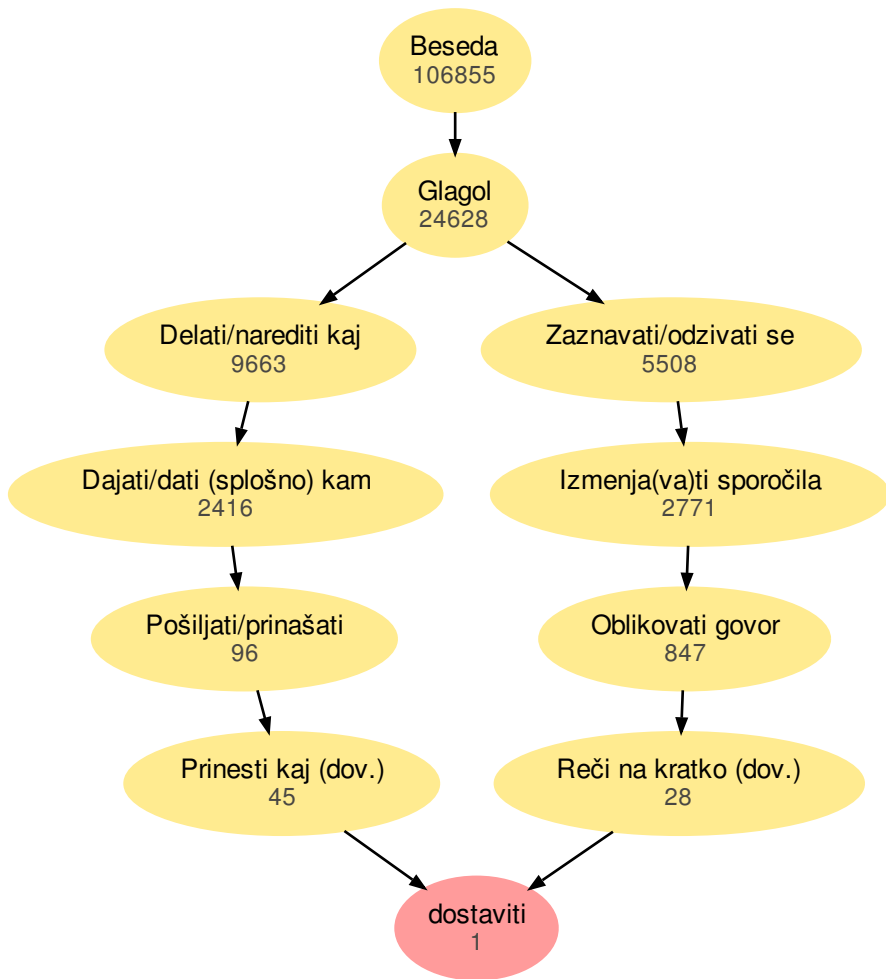 Beseda
106855
Glagol
24628
Delati/narediti kaj
9663
Zaznavati/odzivati se
5508
Dajati/dati (splošno) kam
2416
Izmenja(va)ti sporočila
2771
Pošiljati/prinašati
96
Oblikovati govor
847
Prinesti kaj (dov.)
45
Reči na kratko (dov.)
28
dostaviti
1